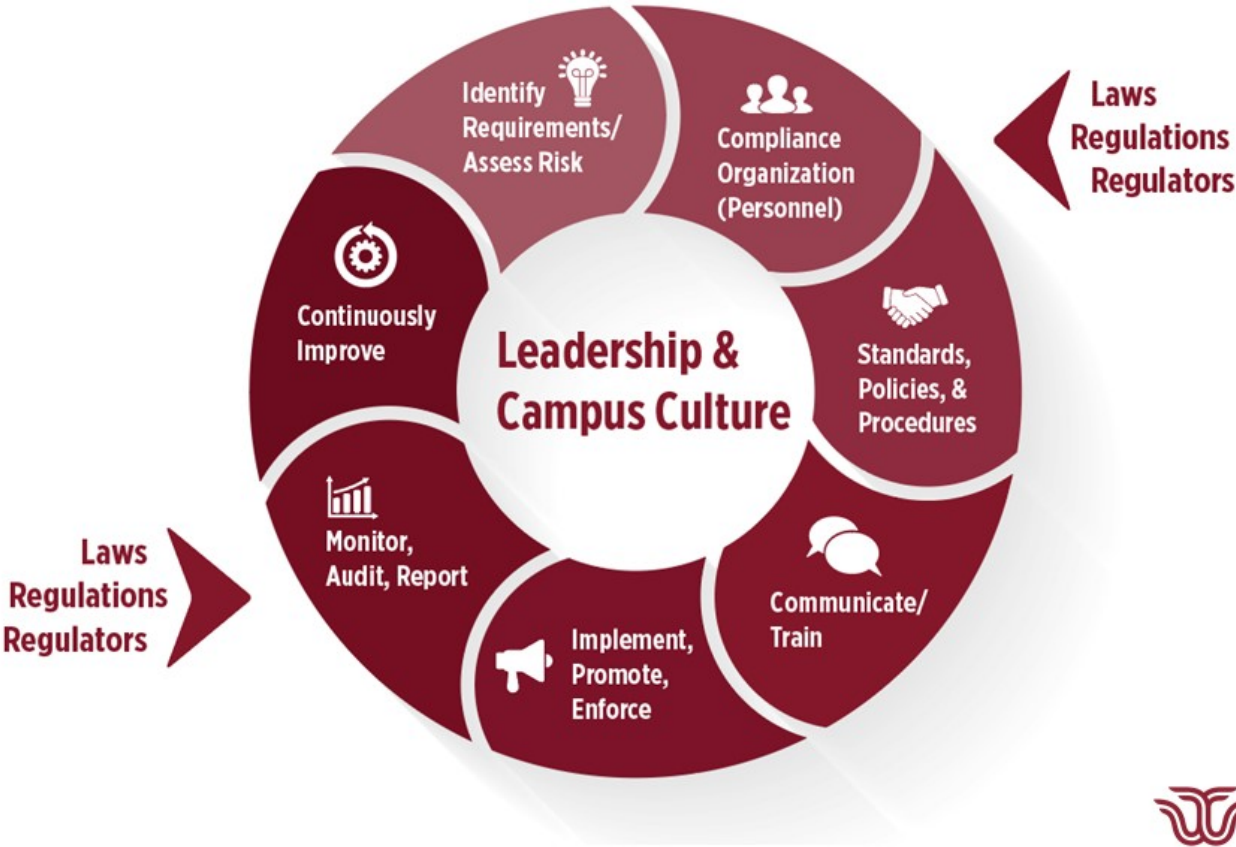 Identify
Requirements/
Assess Risk
Compliance
Organization
(Personnel)
Laws
Regulations
Regulators
Standards,
Policies, &
Procedures
Communicate/
Train
Implement,
Promote,
Enforce
Monitor,
Audit, Report
Continuously
Improve
Leadership &
Campus Culture
Laws
Regulations
Regulators